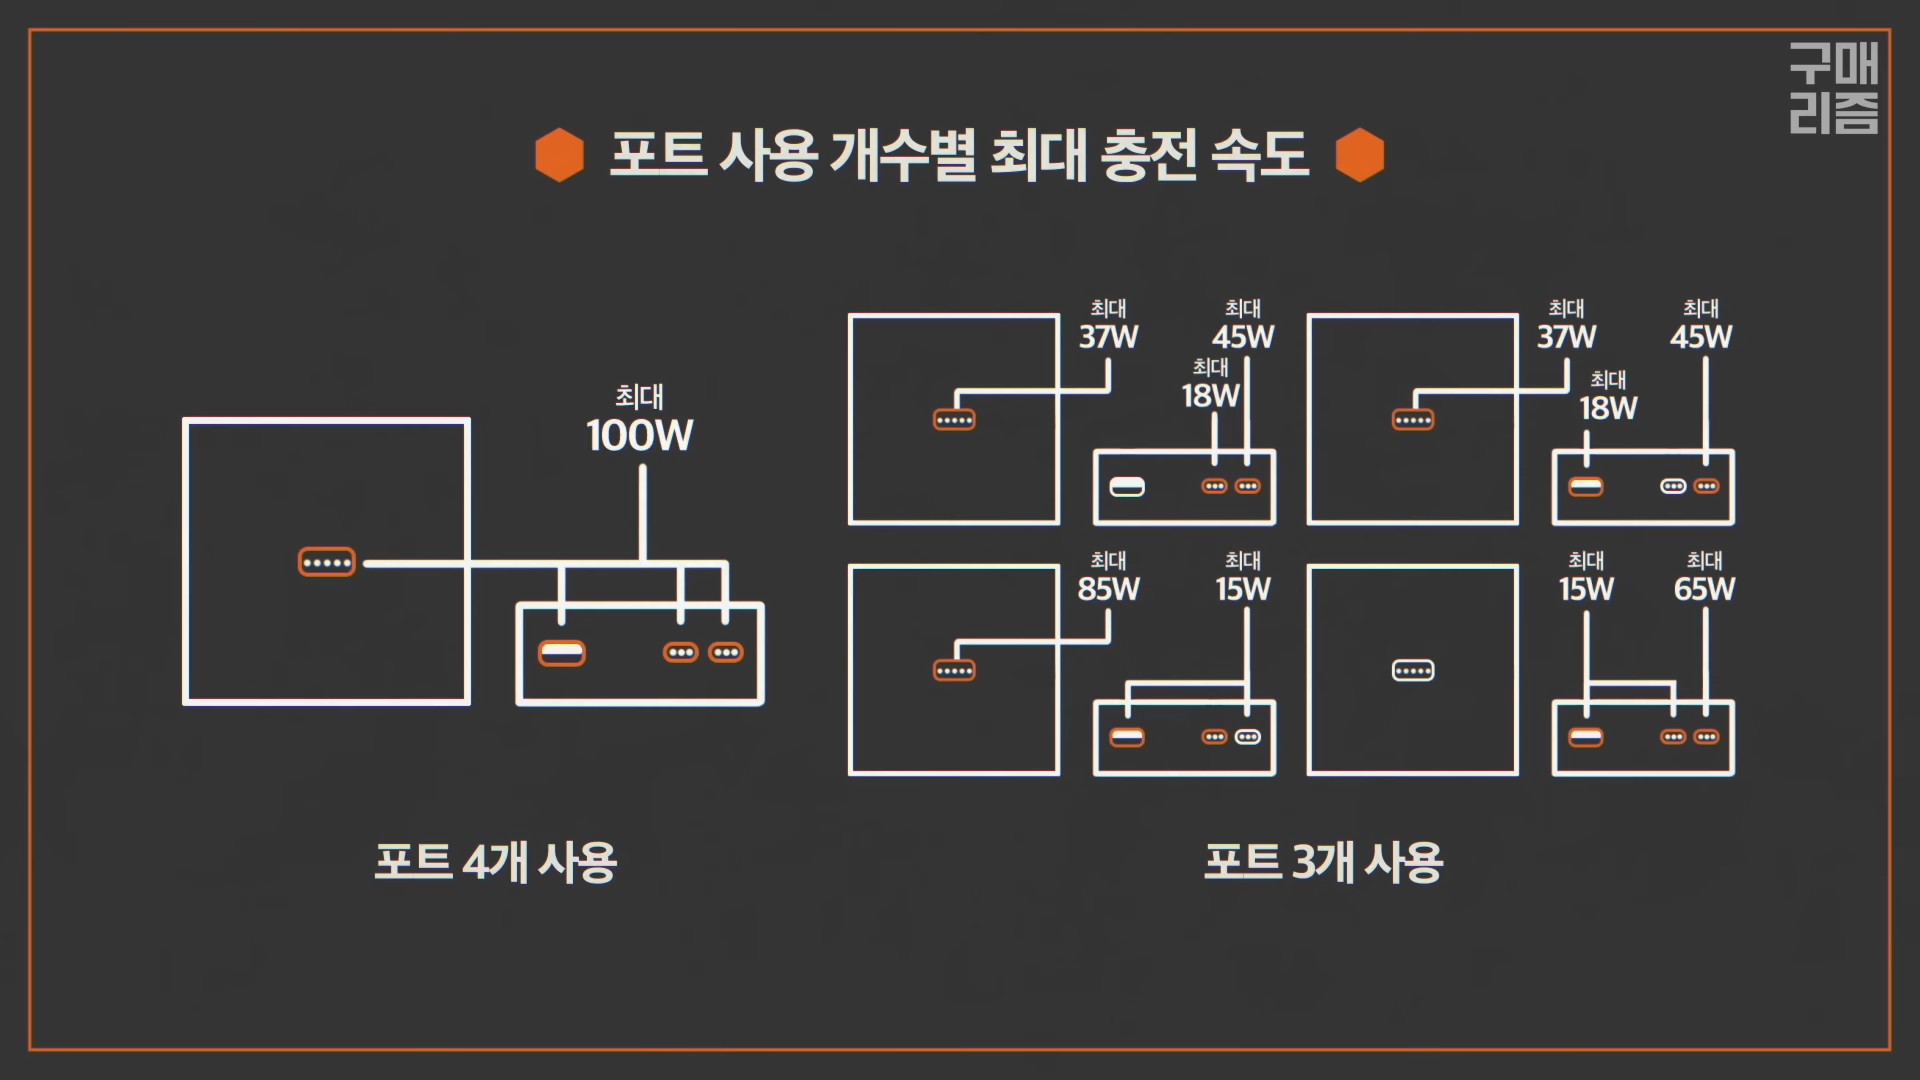 구매
리즘
포트 사용 개수별 최대 충전 속도
최대
100W
포트 4개 사용
최대
37W
최대
45W
최대
18W
최대
37W
최대
45W
최대
18W
최대
85W
최대
15W
최대
15W
최대
65W
포트 3개 사용